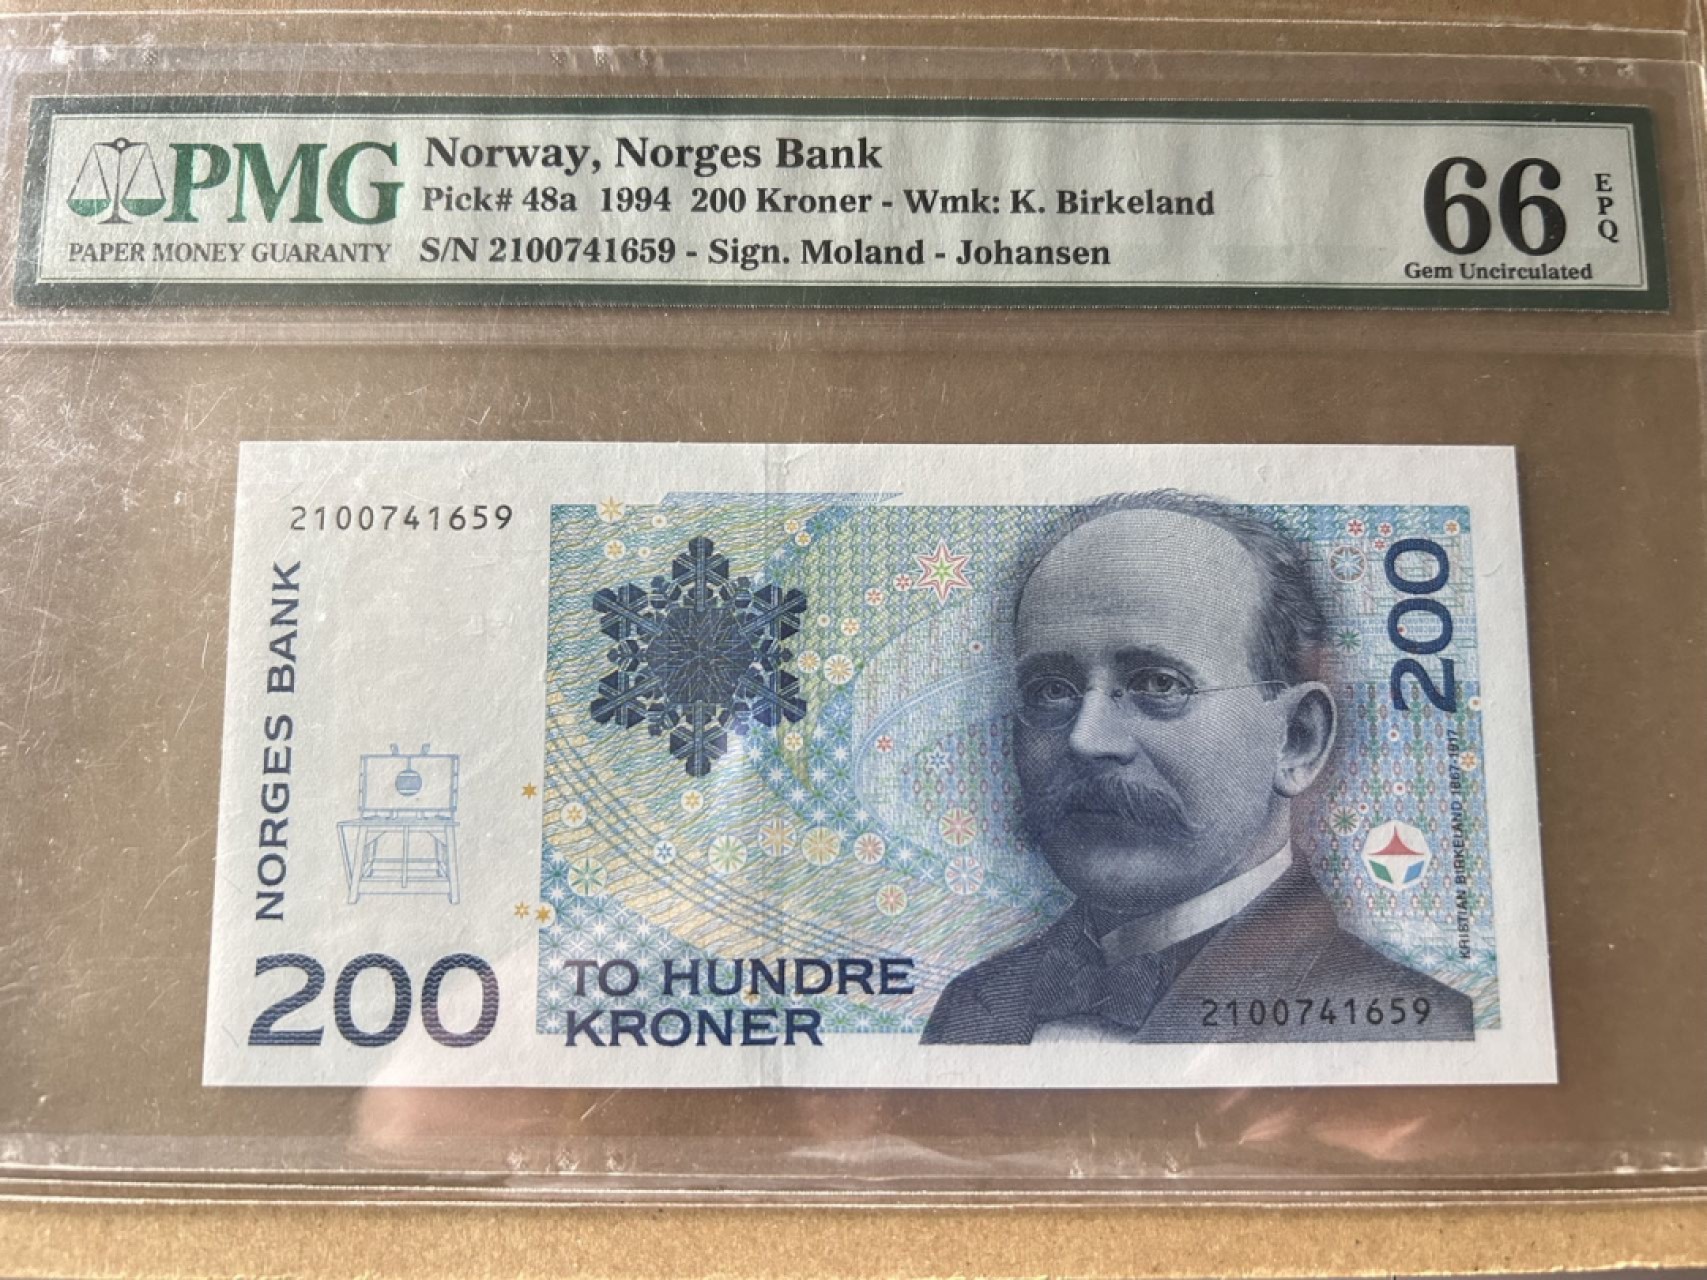 PMG
PAPER MONEY GUARANTY
Norway, Norges Bank
Pick# 48a 1994 200 Kroner - Wmk: K. Birkeland
S/N 2100741659 - Sign. Moland - Johansen
66
EPQ
Gem Uncirculated
2100741659
NORGES BANK
200
TO HUNDRE
KRONER
200
KRISTIAN BIRKELAND 1867-1917
2100741659